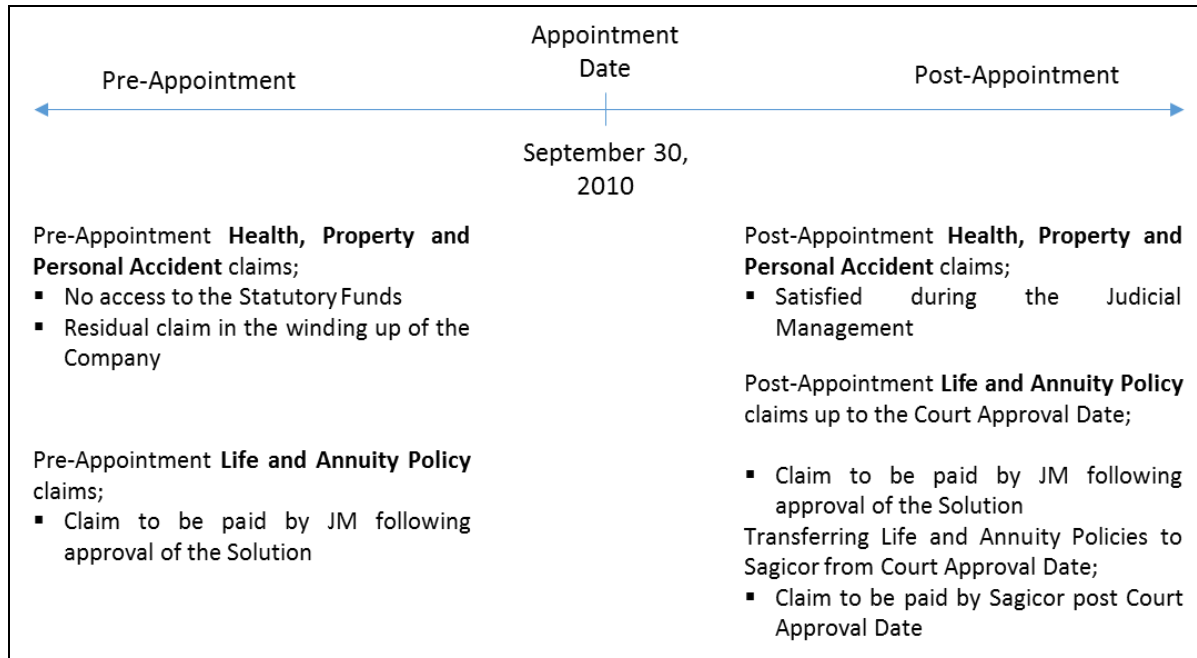 Appointment
Date
Pre-Appointment
Post-Appointment
September 30,
2010
Pre-Appointment Health, Property and
Personal Accident claims;
▪ No access to the Statutory Funds
▪ Residual claim in the winding up of the
Company
Pre-Appointment Life and Annuity Policy
claims;
▪ Claim to be paid by JM following
approval of the Solution
Post-Appointment Health, Property and
Personal Accident claims;
▪ Satisfied during the Judicial
Management
Post-Appointment Life and Annuity Policy
claims up to the Court Approval Date;
▪ Claim to be paid by JM following
approval of the Solution
Transferring Life and Annuity Policies to
Sagicor from Court Approval Date;
▪ Claim to be paid by Sagicor post Court
Approval Date